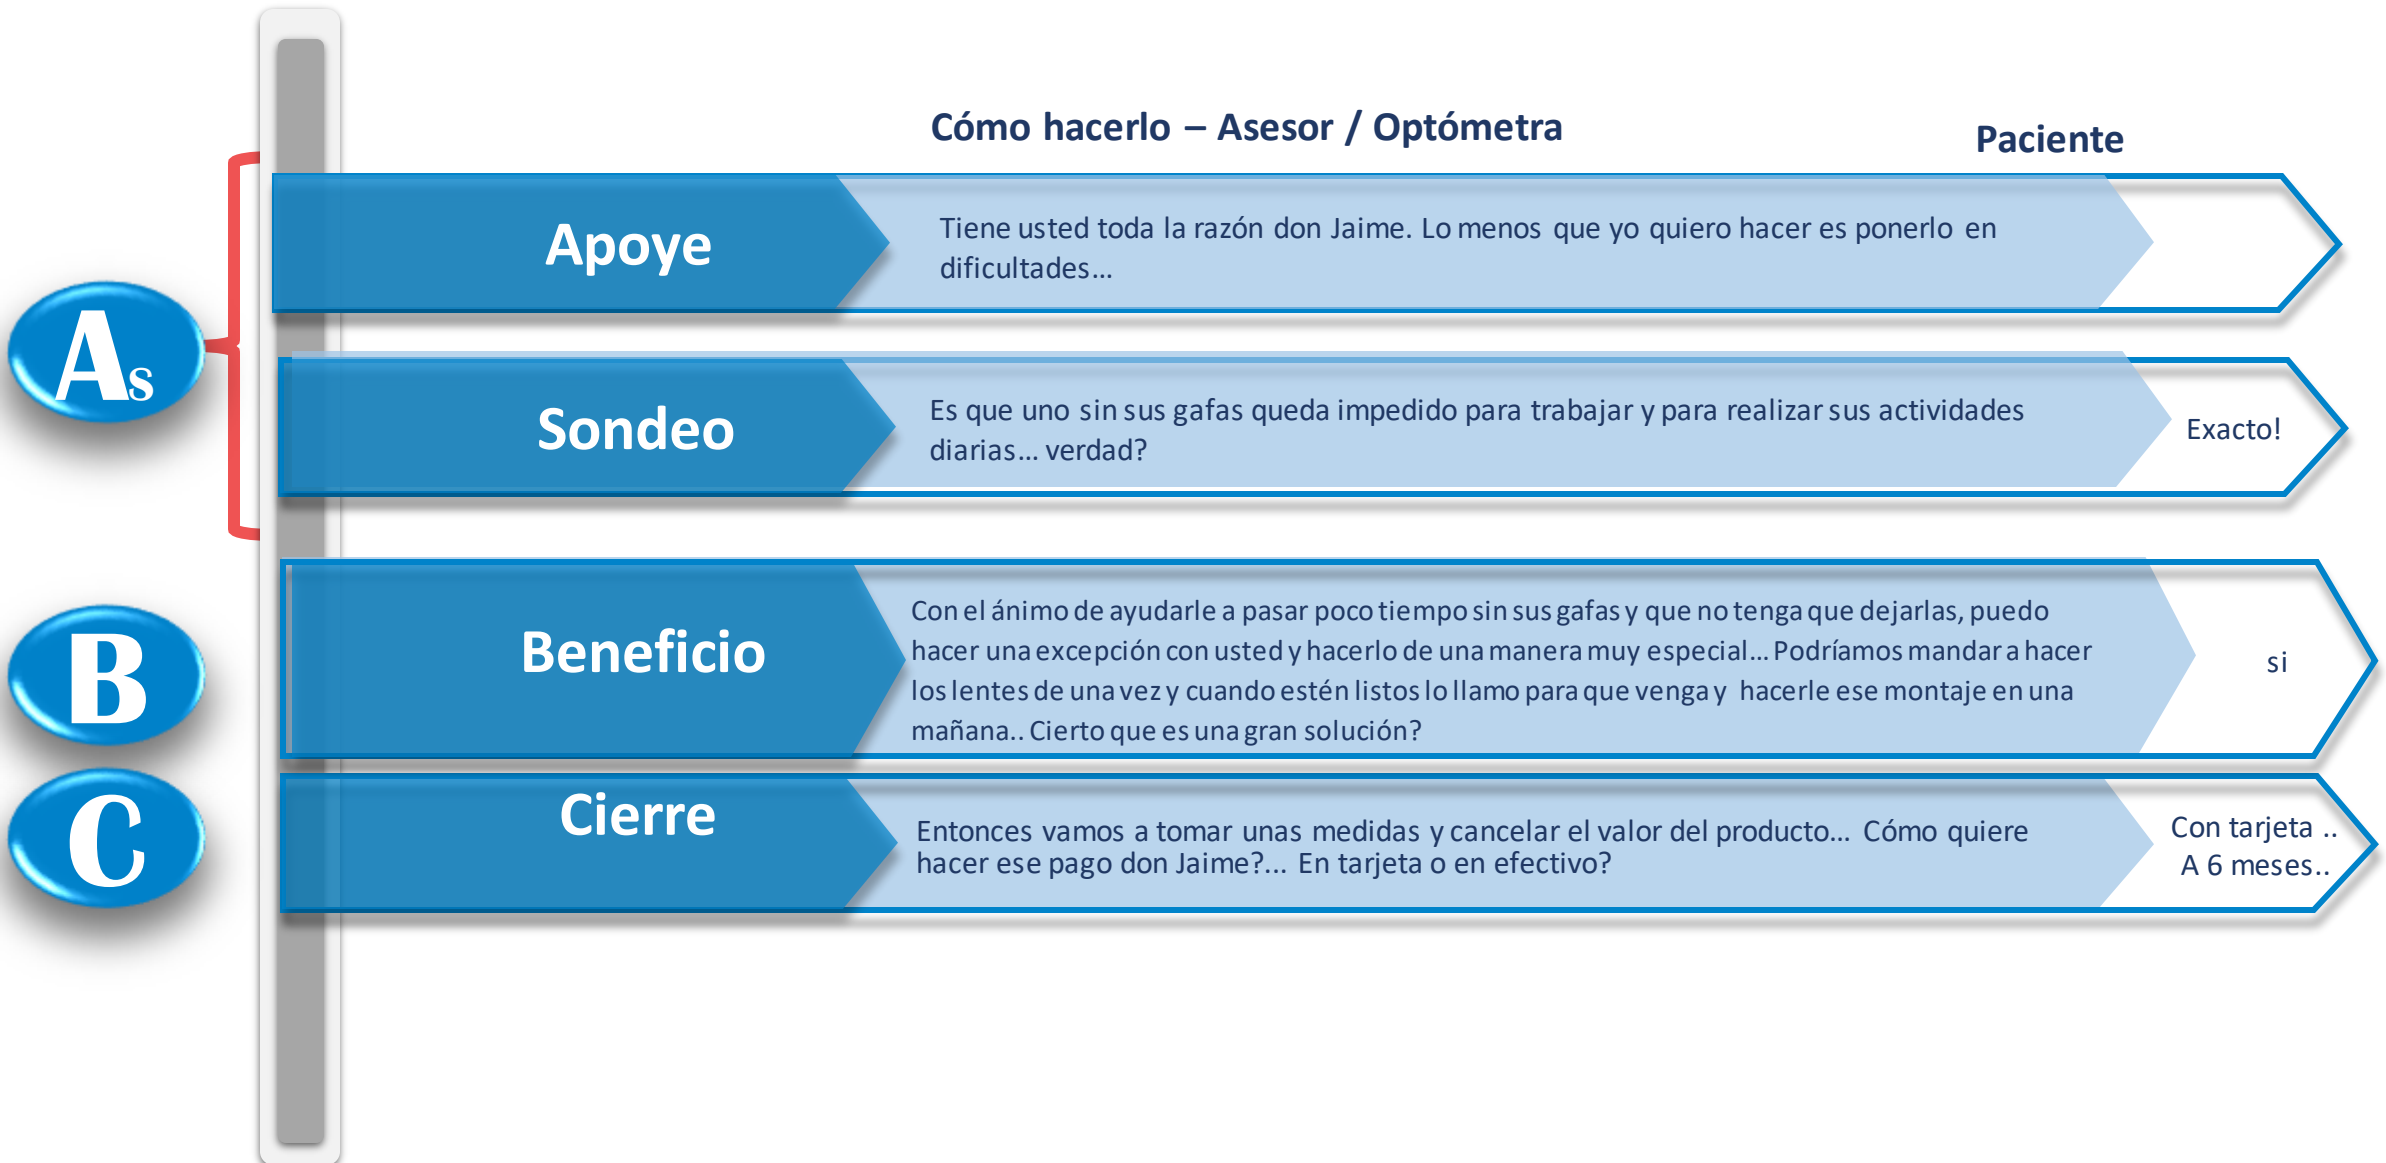 Cómo hacerlo – Asesor / Optómetra
Paciente
As
Apoye
Tiene usted toda la razón don Jaime. Lo menos que yo quiero hacer es ponerlo en
dificultades...
Sondeo
Es que uno sin sus gafas queda impedido para trabajar y para realizar sus actividades
diarias... verdad?
Exacto!
B
Beneficio
Con el ánimo de ayudarle a pasar poco tiempo sin sus gafas y que no tenga que dejarlas, puedo
hacer una excepción con usted y hacerlo de una manera muy especial... Podríamos mandar a hacer
los lentes de una vez y cuando estén listos lo llamo para que venga y hacerle ese montaje en una
mañana.. Cierto que es una gran solución?
si
C
Cierre
Entonces vamos a tomar unas medidas y cancelar el valor del producto... Cómo quiere
hacer ese pago don Jaime?... En tarjeta o en efectivo?
Con tarjeta ..
A 6 meses..